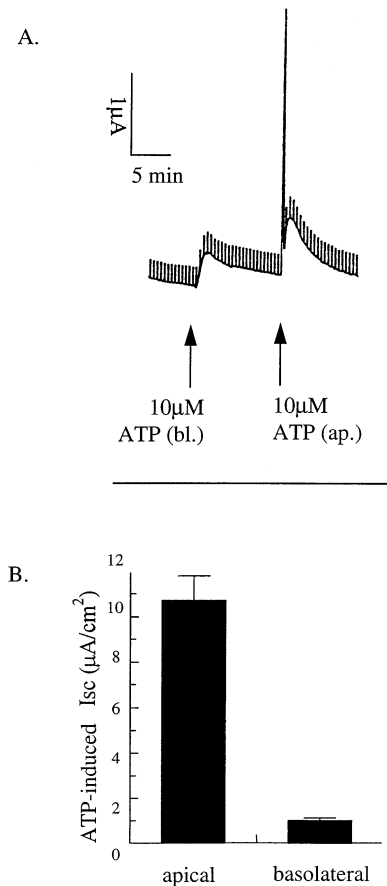 A.
1µA
5 min
10µM
ATP (bl.)
10µM
ATP (ap.)
B.
ATP-induced Isc (µA/cm²)
12
10
8
6
4
2
0
apical
basolateral